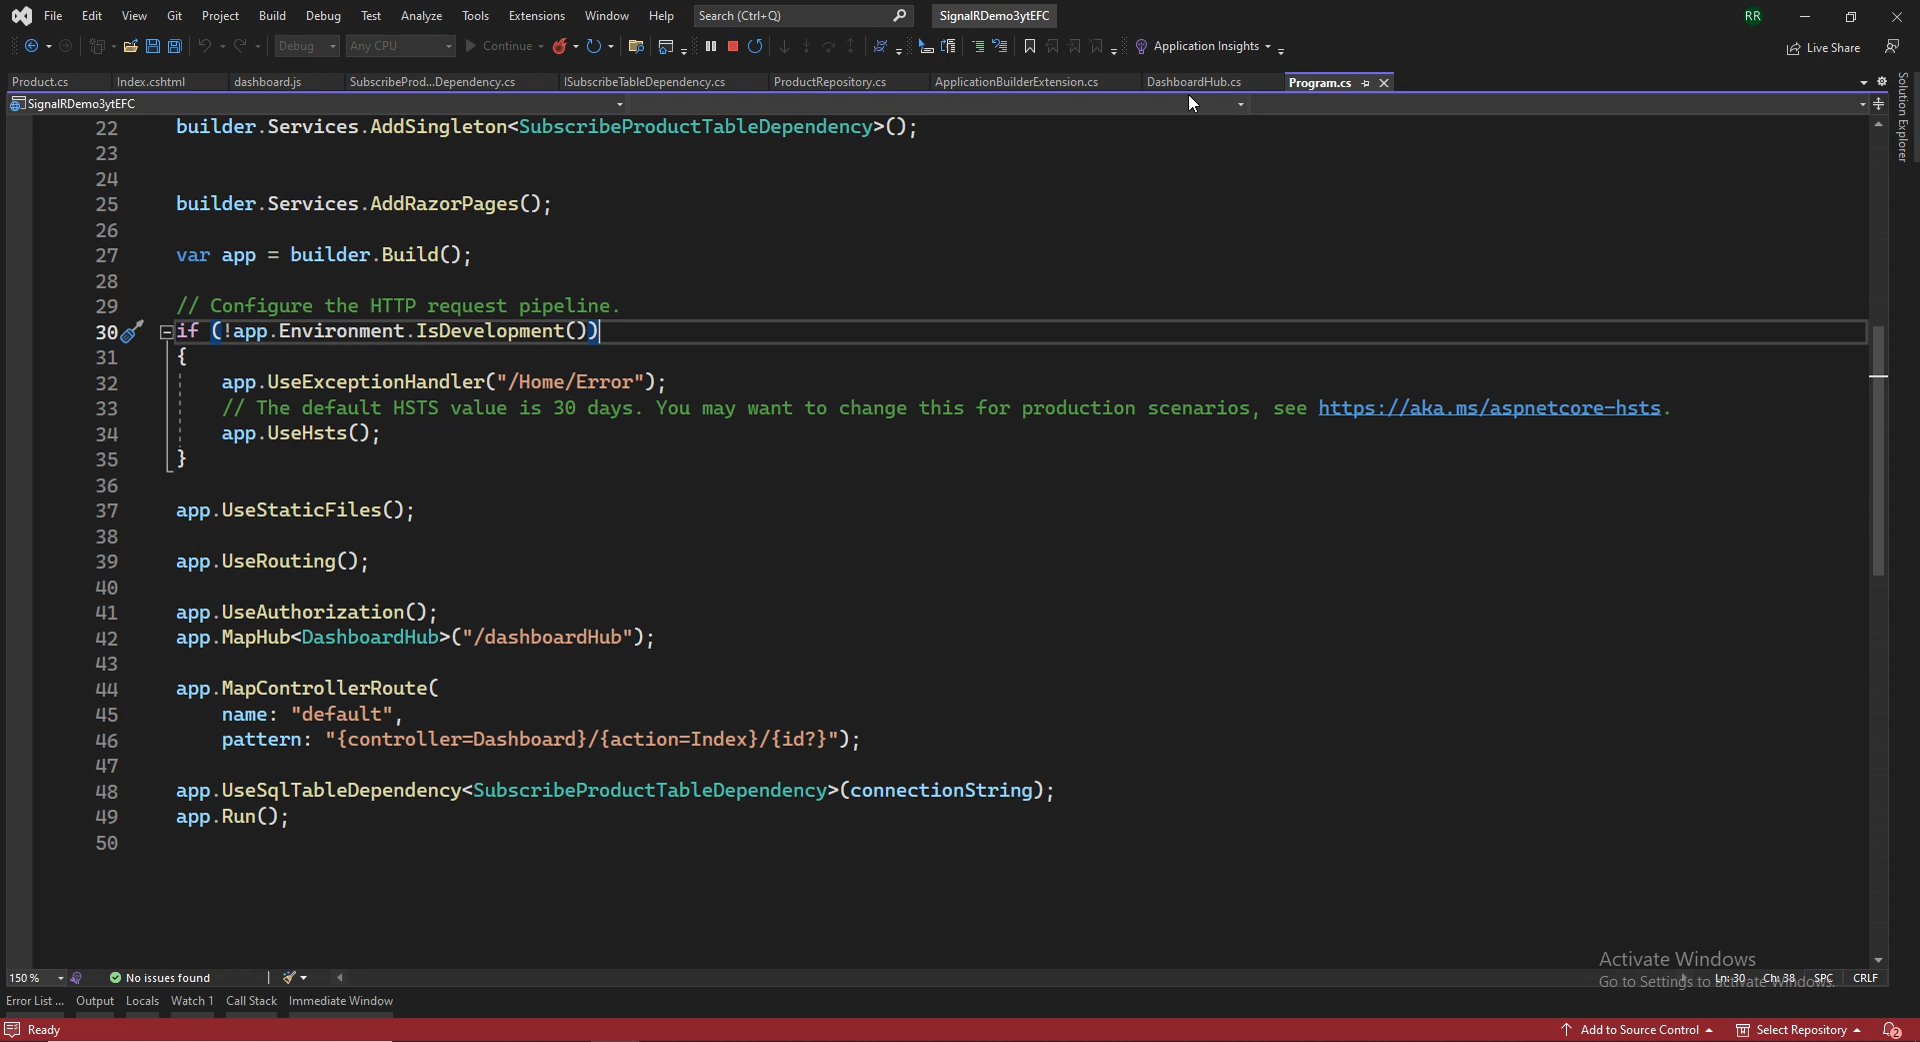 File Edit View Git Project Build Debug Test Analyze Tools Extensions Window Help Search (Ctrl+Q) SignalRDemo3ytEFC RR
Debug Any CPU Continue Application Insights Live Share
Product.cs Index.cshtml dashboard.js SubscribeProd...Dependency.cs ISubscribeTableDependency.cs ProductRepository.cs ApplicationBuilderExtension.cs DashboardHub.cs Program.cs
SignalRDemo3ytEFC
Solution Explorer
22 builder.Services.AddSingleton<SubscribeProductTableDependency>();
23
24
25 builder.Services.AddRazorPages();
26
27 var app = builder.Build();
28
29 // Configure the HTTP request pipeline.
30 if (!app.Environment.IsDevelopment())
31 {
32 app.UseExceptionHandler("/Home/Error");
33 // The default HSTS value is 30 days. You may want to change this for production scenarios, see https://aka.ms/aspnetcore-hsts.
34 app.UseHsts();
35 }
36
37 app.UseStaticFiles();
38
39 app.UseRouting();
40
41 app.UseAuthorization();
42 app.MapHub<DashboardHub>("/dashboardHub");
43
44 app.MapControllerRoute(
45 name: "default",
46 pattern: "{controller=Dashboard}/{action=Index}/{id?}");
47
48 app.UseSqlTableDependency<SubscribeProductTableDependency>(connectionString);
49 app.Run();
50
Activate Windows
Go to Settings to activate Windows.
150 % No issues found Ln: 30 Ch: 38 SPC CRLF
Error List ... Output Locals Watch 1 Call Stack Immediate Window
Ready Add to Source Control Select Repository 2